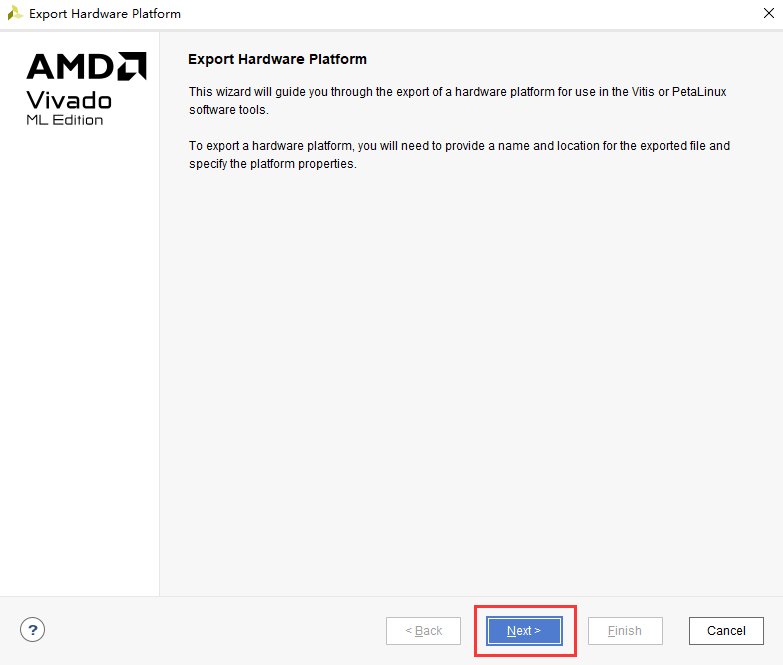 Export Hardware Platform
AMD
Vivado
ML Edition
Export Hardware Platform
This wizard will guide you through the export of a hardware platform for use in the Vitis or PetaLinux
software tools.
To export a hardware platform, you will need to provide a name and location for the exported file and
specify the platform properties.
?
< Back
Next >
Finish
Cancel